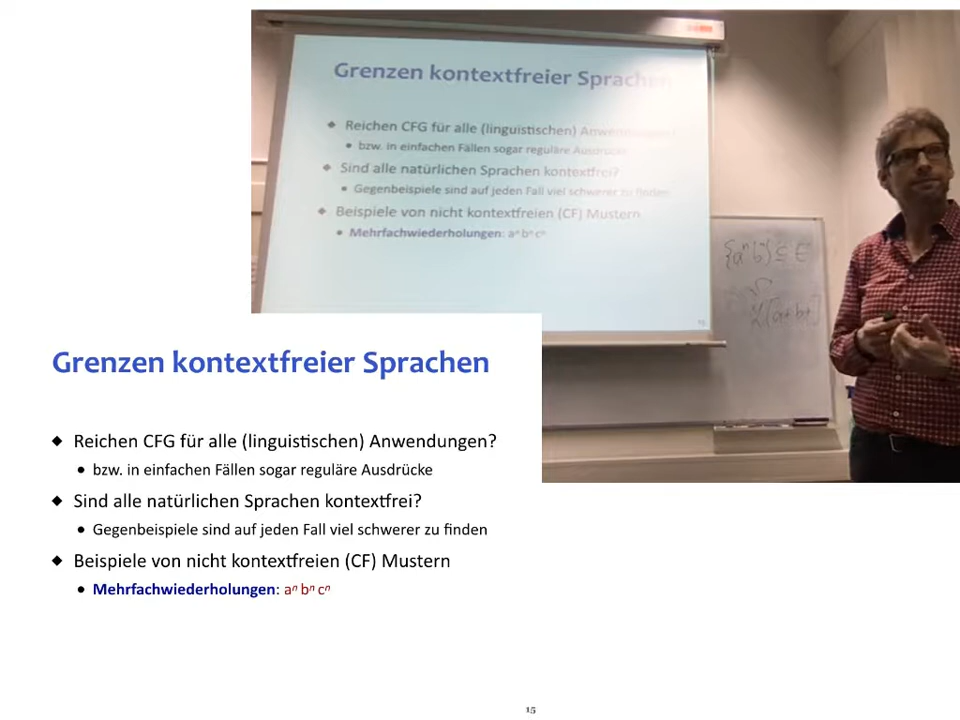 Grenzen kontextfreier Sprachen
Reichen CFG für alle (linguistischen) Anwendungen?
bzw. in einfachen Fällen sogar reguläre Ausdrücke
Sind alle natürlichen Sprachen kontextfrei?
Gegenbeispiele sind auf jeden Fall viel schwerer zu finden
Beispiele von nicht kontextfreien (CF) Mustern
Mehrfachwiederholungen: aⁿ bⁿ cⁿ
15
{aⁿ bⁿ} ⊆ E
Grenzen kontextfreier Sprachen
◆ Reichen CFG für alle (linguistischen) Anwendungen?
• bzw. in einfachen Fällen sogar reguläre Ausdrücke
◆ Sind alle natürlichen Sprachen kontextfrei?
• Gegenbeispiele sind auf jeden Fall viel schwerer zu finden
◆ Beispiele von nicht kontextfreien (CF) Mustern
• Mehrfachwiederholungen: aⁿ bⁿ cⁿ
15